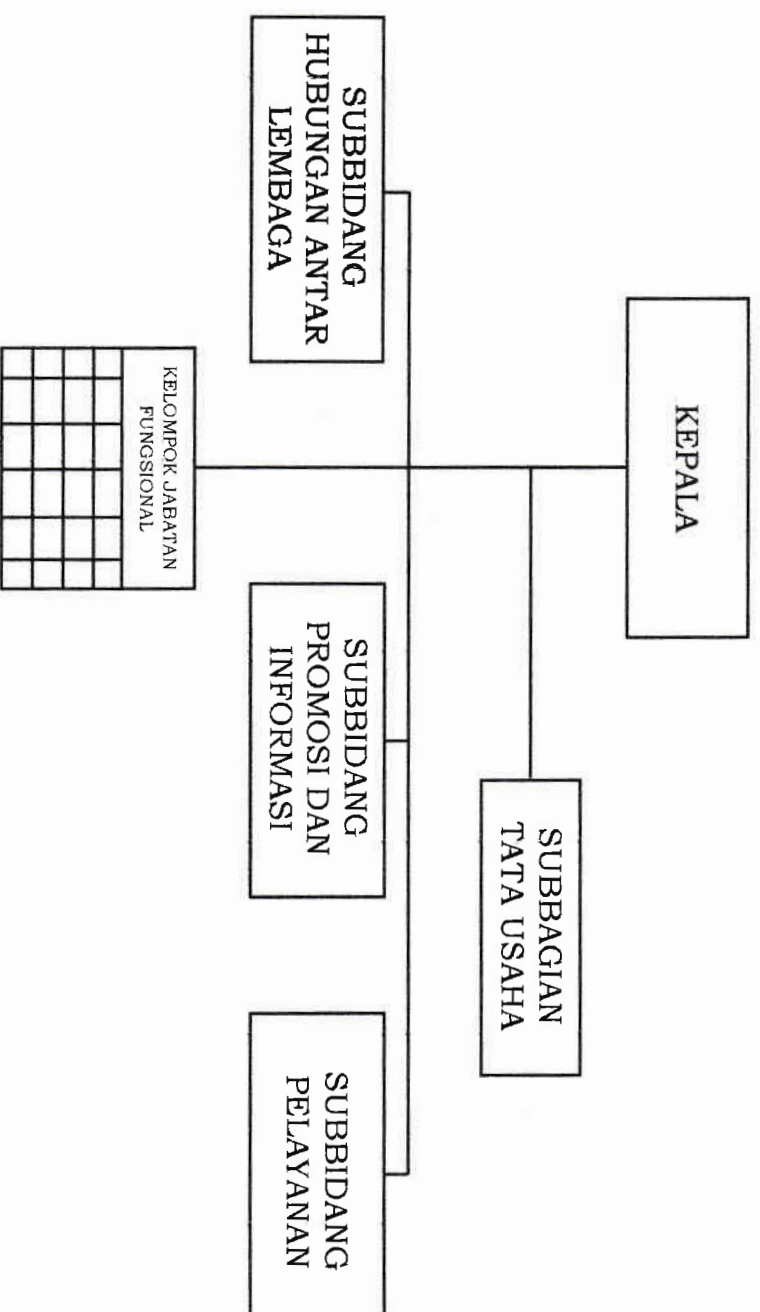 KEPALA
SUBBAGIAN
TATA USAHA
SUBBIDANG
HUBUNGAN ANTAR
LEMBAGA
SUBBIDANG
PROMOSI DAN
INFORMASI
SUBBIDANG
PELAYANAN
KELOMPOK JABATAN
FUNGSIONAL